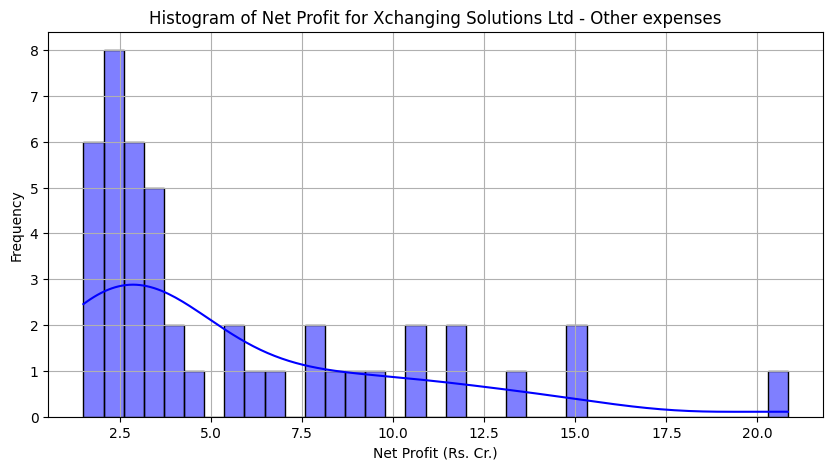 Histogram of Net Profit for Xchanging Solutions Ltd - Other expenses
8
7
6
5
4
3
2
1
0
Frequency
2.5 5.0 7.5 10.0 12.5 15.0 17.5 20.0
Net Profit (Rs. Cr.)